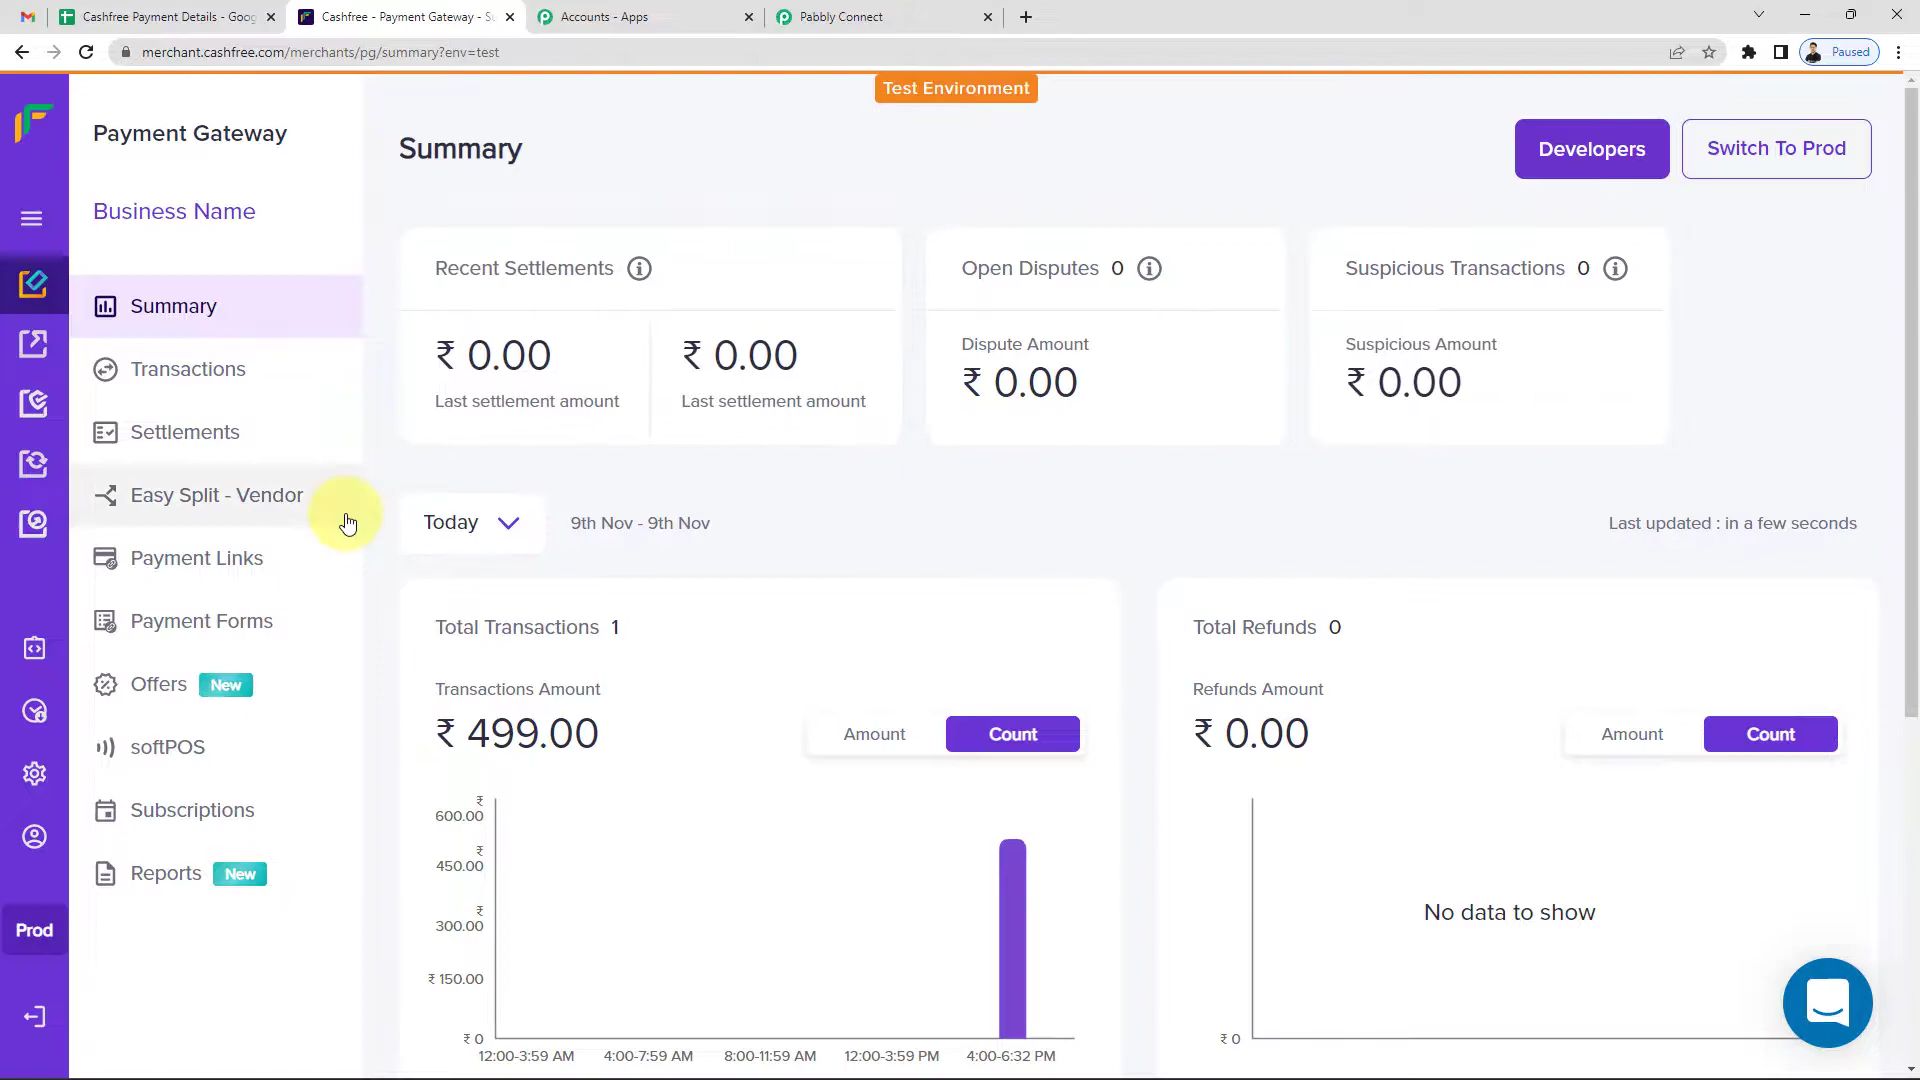 Cashfree Payment Details - Goog
Cashfree - Payment Gateway - Su
Accounts - Apps
Pabbly Connect
merchant.cashfree.com/merchants/pg/summary?env=test
Paused
Test Environment
Payment Gateway
Business Name
Summary
Transactions
Settlements
Easy Split - Vendor
Payment Links
Payment Forms
Offers New
softPOS
Subscriptions
Reports New
Prod
Summary
Developers
Switch To Prod
Recent Settlements
₹ 0.00
Last settlement amount
₹ 0.00
Last settlement amount
Open Disputes 0
Dispute Amount
₹ 0.00
Suspicious Transactions 0
Suspicious Amount
₹ 0.00
Today
9th Nov - 9th Nov
Last updated : in a few seconds
Total Transactions 1
Transactions Amount
₹ 499.00
Amount
Count
₹
600.00
₹
450.00
₹
300.00
₹ 150.00
₹ 0
12:00-3:59 AM
4:00-7:59 AM
8:00-11:59 AM
12:00-3:59 PM
4:00-6:32 PM
Total Refunds 0
Refunds Amount
₹ 0.00
Amount
Count
No data to show
₹ 0